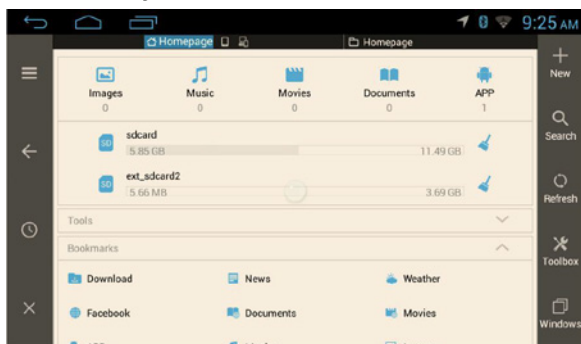 9:25 AM
Homepage
Homepage
New
Images Music Movies Documents APP
0 0 0 0 1
Search
sdcard
SD
5.85 GB 11.49 GB
ext_sdcard2
SD
5.66 MB 3.69 GB
Refresh
Tools
Bookmarks
Toolbox
Download News Weather
Facebook Documents Movies
Windows